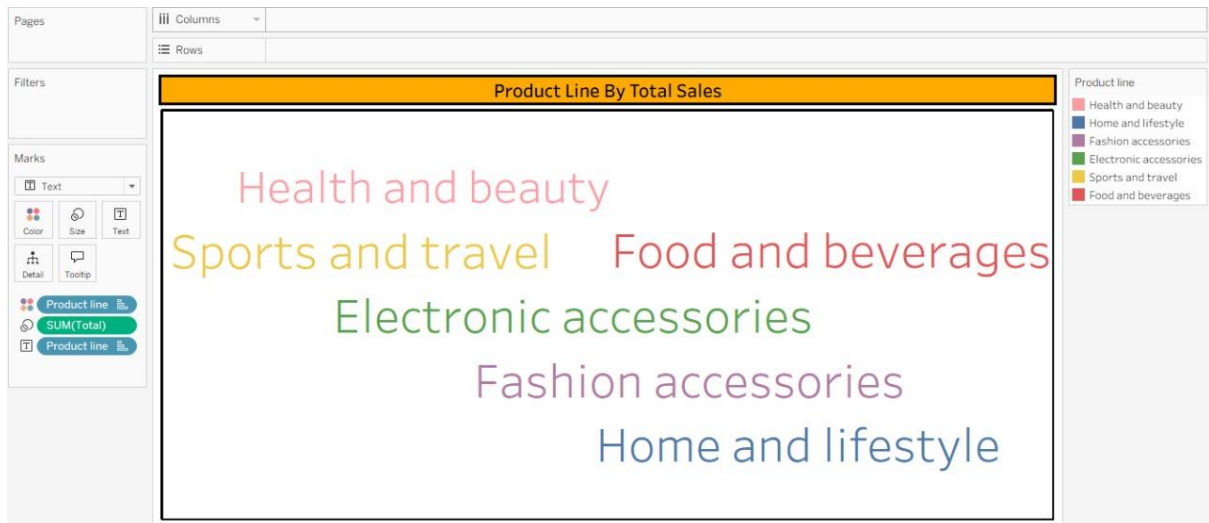 Pages
Columns
Rows
Filters
Marks
Text
Color
Size
Text
Detail
Tooltip
Product line
SUM(Total)
Product line
Product Line By Total Sales
Health and beauty
Sports and travel
Food and beverages
Electronic accessories
Fashion accessories
Home and lifestyle
Product line
Health and beauty
Home and lifestyle
Fashion accessories
Electronic accessories
Sports and travel
Food and beverages